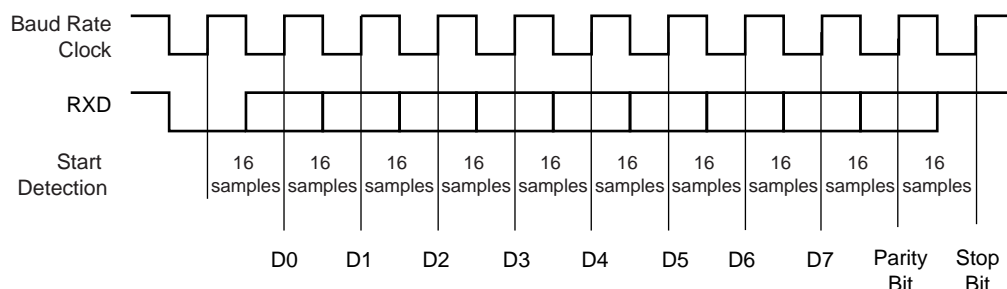 Baud Rate
Clock
RXD
Start
Detection
16 16 16 16 16 16 16 16 16 16
samples samples samples samples samples samples samples samples samples samples
D0 D1 D2 D3 D4 D5 D6 D7 Parity Stop
Bit Bit